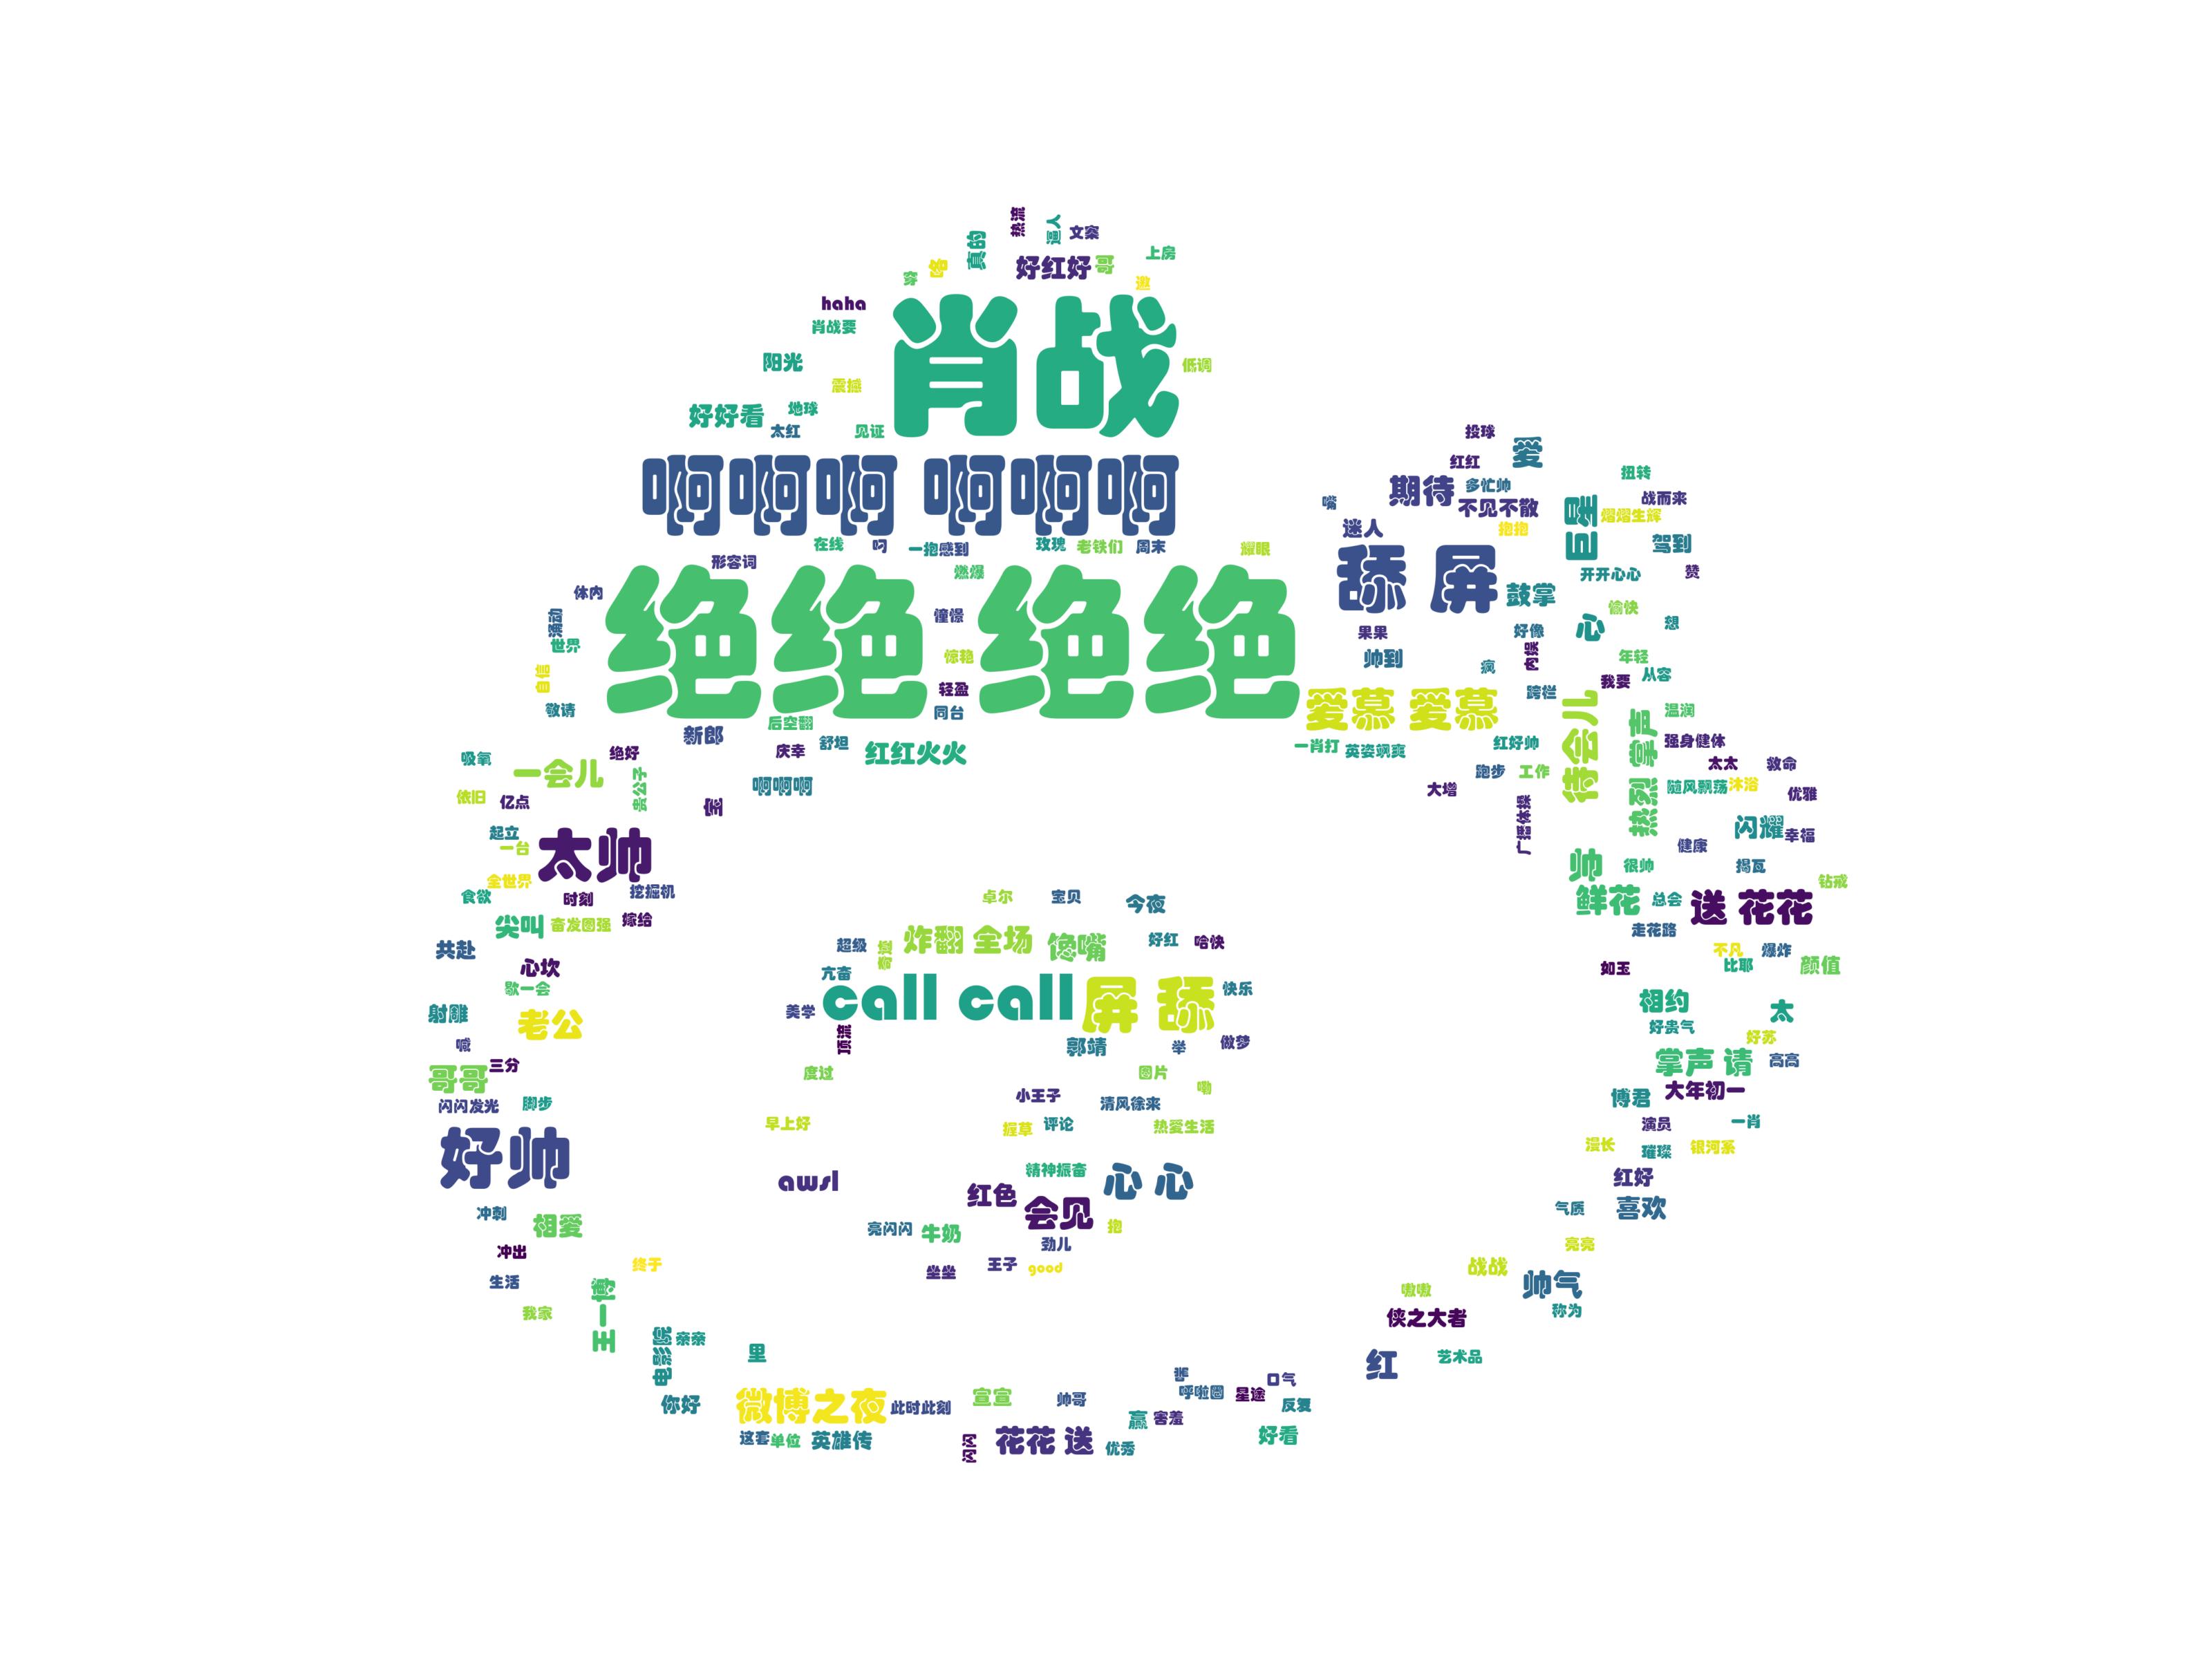 热流
文案
真的
上房
好红好
哥
穿
邀
haha
肖战要
肖战
阳光
低调
震撼
好好看
地球
太红
见证
啊啊啊 啊啊啊
投球
爱
红红
扭转
期待
多忙帅
不见不散
战而来
嘴
巨星
熠熠生辉
迷人
抱抱
驾到
在线
叼
一抱感到
玫瑰
老铁们
周末
耀眼
形容词
燃爆
舔 屏
开开心心
赞
体内
绝绝 绝绝
鼓掌
愉快
憧憬
滚动
世界
果果
好像
心
想
惊艳
帅到
内娱
年轻
疯
自信
轻盈
我要
从容
跨栏
敬请
同台
爱慕 爱慕
待会儿
温润
后空翻
新郎
舒坦
庆幸
红红火火
一肖打
英姿飒爽
红好帅
热烈 掌声
强身健体
绝好
吸氧
一会儿
贵公子
啊啊啊
跑步
工作
太太
救命
大增
随风飘荡
沐浴
优雅
依旧
亿点
广播体操
起立
一台
太帅
闪耀
幸福
健康
帅
很帅
揭瓦
全世界
食欲
时刻
挖掘机
钻戒
鲜花
总会
送 花花
卓尔
宝贝
今夜
尖叫
奋发图强
嫁给
走花路
炸翻 全场
馋嘴
好红
哈快
共赴
超级
不凡
爆炸
心坎
亢奋
如玉
比耶
颜值
歇一会
call call
屏 舔
快乐
相约
太
射雕
老公
美学
好贵气
好苏
喊
顶流
郭靖
举
做梦
三分
掌声 请
高高
哥哥
度过
图片
嘞
大年初一
博君
闪闪发光
脚步
小王子
清风徐来
早上好
握草
评论
热爱生活
演员
一肖
好帅
漫长
璀璨
银河系
精神振奋
awsl
红色
心 心
红好
冲刺
会见
气质
喜欢
相爱
亮闪闪
牛奶
抱
劲儿
亮亮
冲出
终于
坐坐
王子
good
战战
生活
帅气
嗷嗷
我家
王一博
侠之大者
称为
电影院
亲亲
里
红
艺术品
口气
你好
微博之夜
此时此刻
宣宣
帅哥
呼啦圈
星途
反复
赢
害羞
这套
单位
英雄传
闪闪
花花 送
优秀
好看